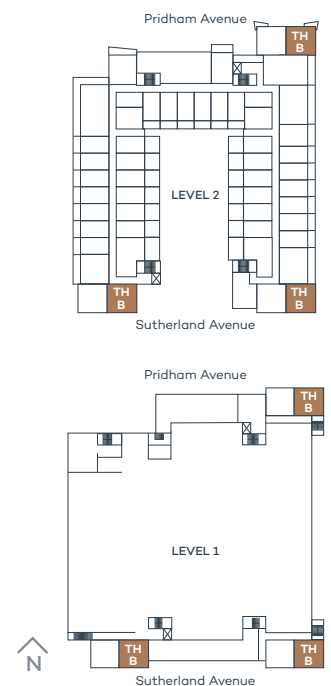 Pridham Avenue
TH
B
LEVEL 2
TH
B
TH
B
Sutherland Avenue
Pridham Avenue
TH
B
LEVEL 1
N
TH
B
TH
B
Sutherland Avenue